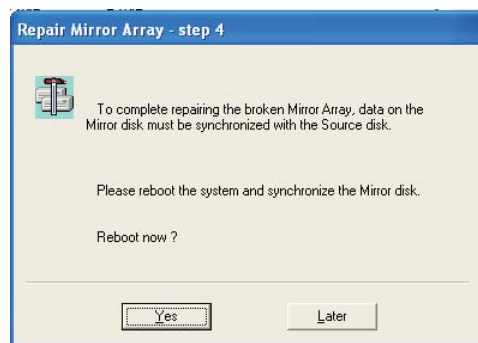 Repair Mirror Array - step 4
To complete repairing the broken Mirror Array, data on the
Mirror disk must be synchronized with the Source disk.
Please reboot the system and synchronize the Mirror disk.
Reboot now ?
Yes
Later